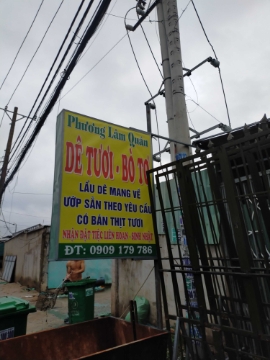 Phương Lâm Quán
DÊ TƯƠI - BÒ TƠ
LẨU DÊ MANG VỀ
ƯỚP SẴN THEO YÊU CẦU
CÓ BÁN THỊT TƯƠI
NHẬN ĐẶT TIỆC LIÊN HOAN - SINH NHẬT
ĐT: 0909 179 786